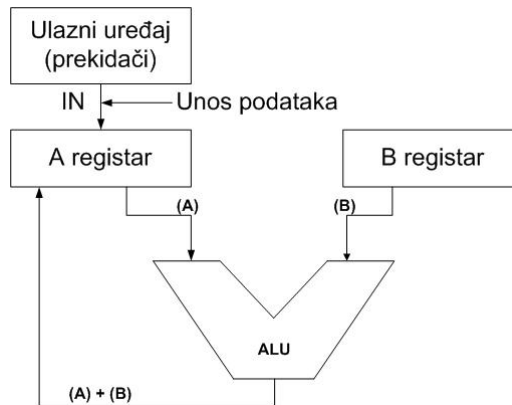 Ulazni uređaj
(prekidači)
IN
Unos podataka
A registar
B registar
(A)
(B)
ALU
(A) + (B)